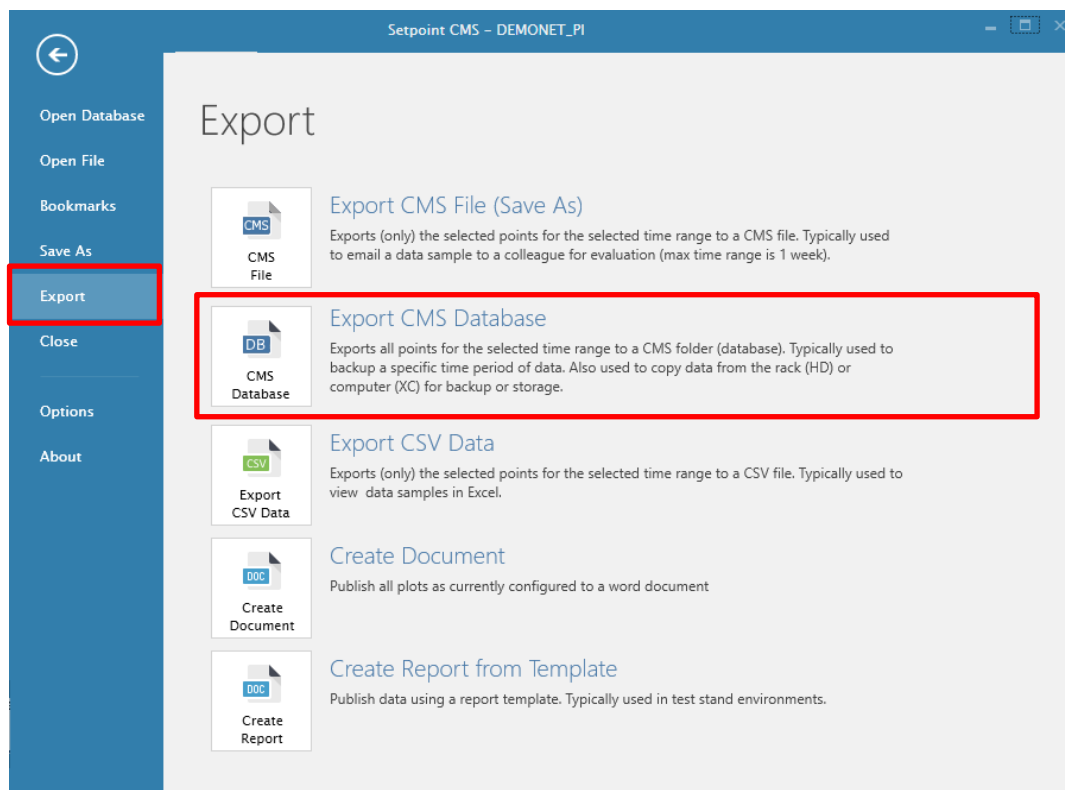 Setpoint CMS – DEMONET_PI
Open Database
Open File
Bookmarks
Save As
Export
Close
Options
About
Export
CMS
CMS
File
Export CMS File (Save As)
Exports (only) the selected points for the selected time range to a CMS file. Typically used
to email a data sample to a colleague for evaluation (max time range is 1 week).
DB
CMS
Database
Export CMS Database
Exports all points for the selected time range to a CMS folder (database). Typically used to
backup a specific time period of data. Also used to copy data from the rack (HD) or
computer (XC) for backup or storage.
CSV
Export
CSV Data
Export CSV Data
Exports (only) the selected points for the selected time range to a CSV file. Typically used to
view data samples in Excel.
DOC
Create
Document
Create Document
Publish all plots as currently configured to a word document
DOC
Create
Report
Create Report from Template
Publish data using a report template. Typically used in test stand environments.